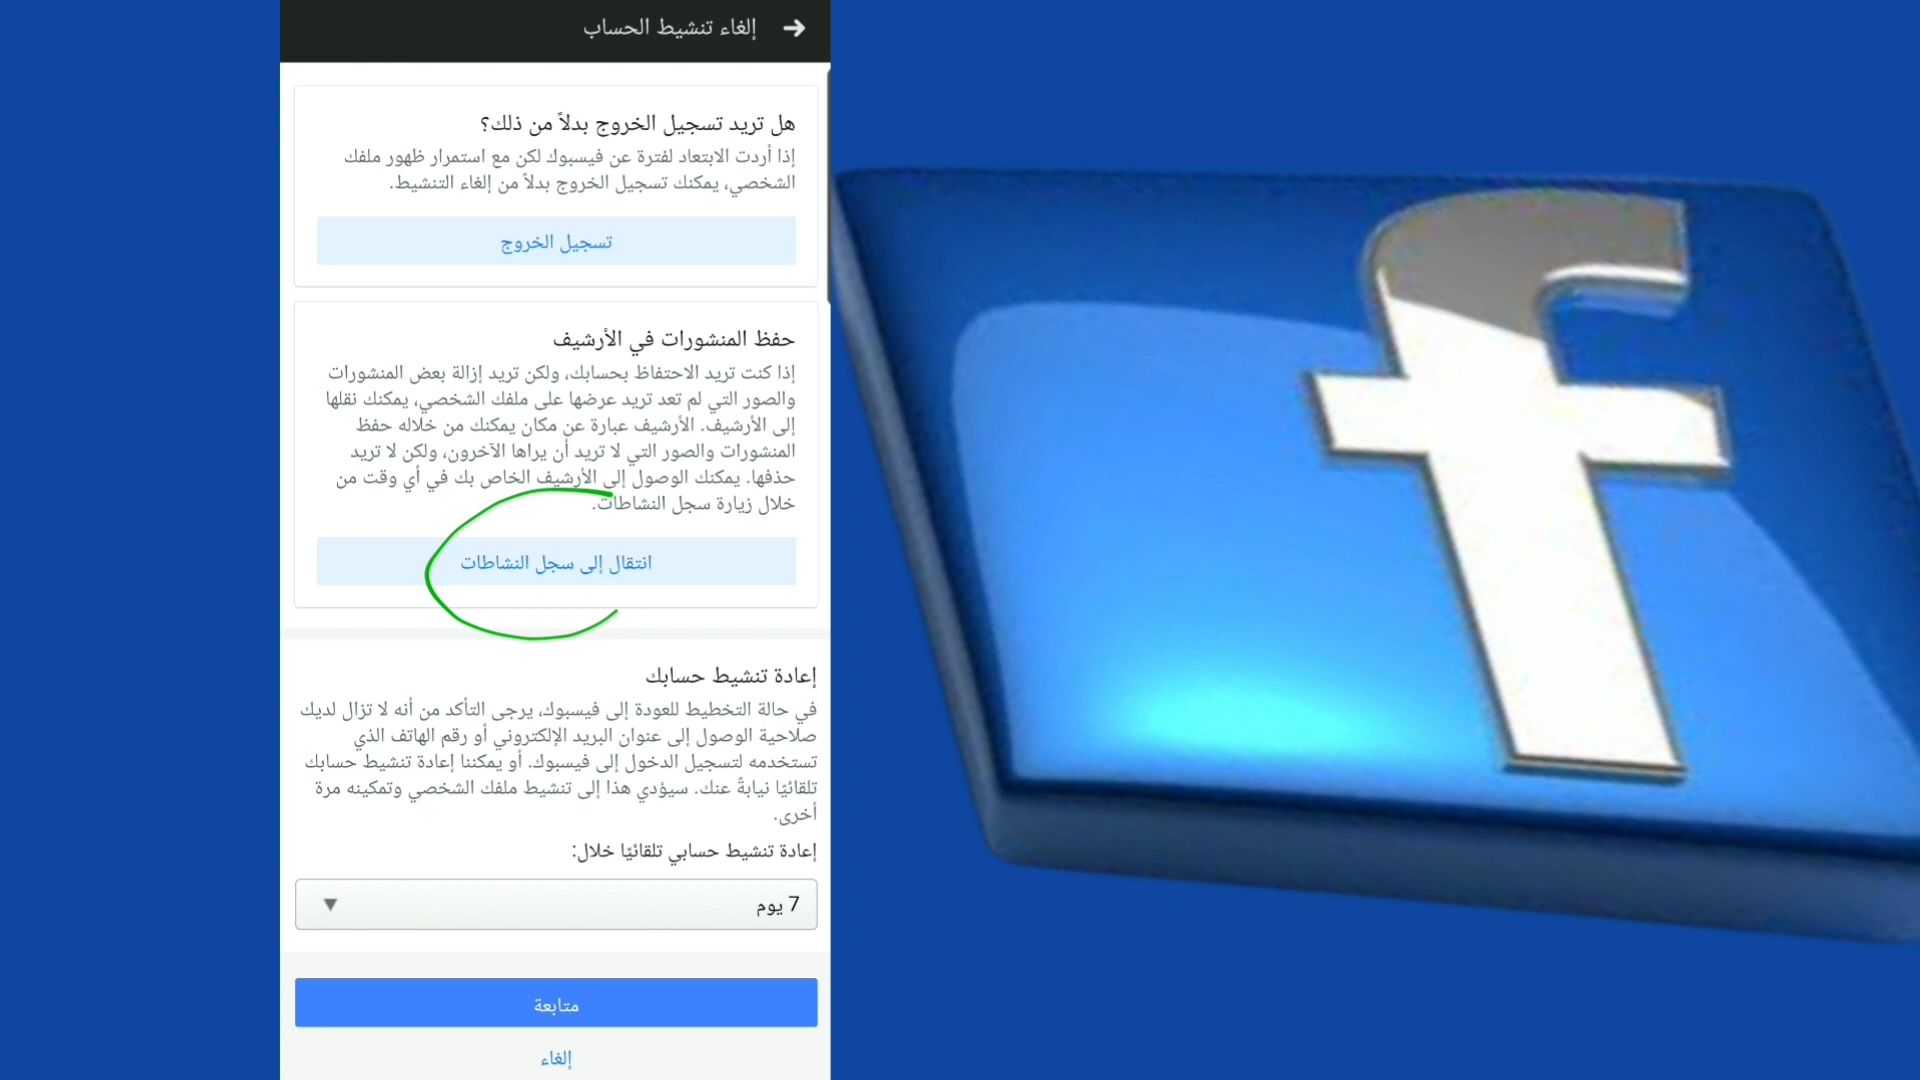 إلغاء تنشيط الحساب
هل تريد تسجيل الخروج بدلاً من ذلك؟
إذا أردت الابتعاد لفترة عن فيسبوك لكن مع استمرار ظهور ملفك
الشخصي، يمكنك تسجيل الخروج بدلاً من إلغاء التنشيط.
تسجيل الخروج
حفظ المنشورات في الأرشيف
إذا كنت تريد الاحتفاظ بحسابك، ولكن تريد إزالة بعض المنشورات
والصور التي لم تعد تريد عرضها على ملفك الشخصي، يمكنك نقلها
إلى الأرشيف. الأرشيف عبارة عن مكان يمكنك من خلاله حفظ
المنشورات والصور التي لا تريد أن يراها الآخرون، ولكن لا تريد
حذفها. يمكنك الوصول إلى الأرشيف الخاص بك في أي وقت من
خلال زيارة سجل النشاطات.
انتقال إلى سجل النشاطات
إعادة تنشيط حسابك
في حالة التخطيط للعودة إلى فيسبوك، يرجى التأكد من أنه لا تزال لديك
صلاحية الوصول إلى عنوان البريد الإلكتروني أو رقم الهاتف الذي
تستخدمه لتسجيل الدخول إلى فيسبوك. أو يمكننا إعادة تنشيط حسابك
تلقائيًا نيابةً عنك. سيؤدي هذا إلى تنشيط ملفك الشخصي وتمكينه مرة
أخرى.
إعادة تنشيط حسابي تلقائيًا خلال:
7 يوم
متابعة
إلغاء
f